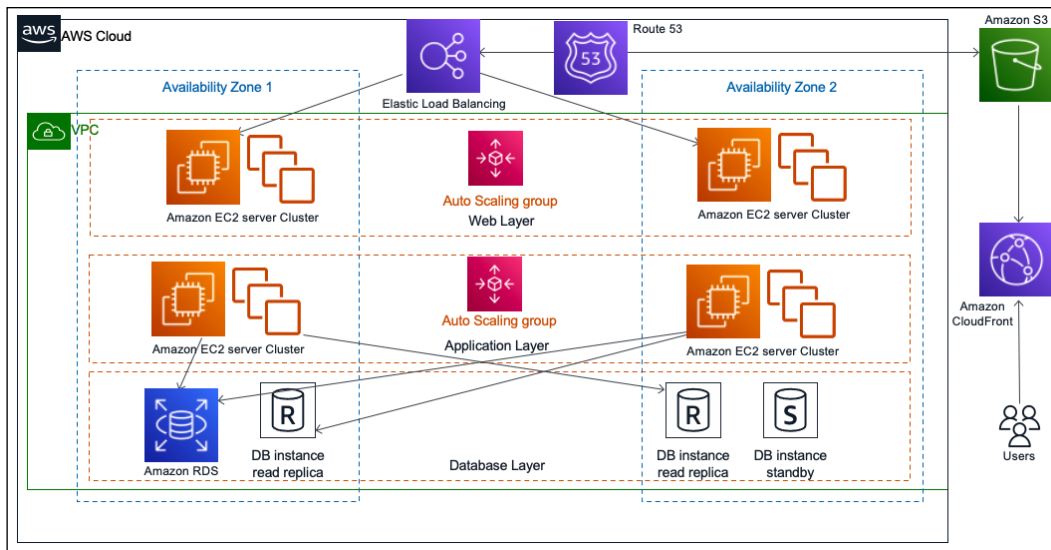 aws
AWS Cloud
Route 53
53
Amazon S3
Availability Zone 1
Elastic Load Balancing
Availability Zone 2
VPC
Amazon EC2 server Cluster
Auto Scaling group
Web Layer
Amazon EC2 server Cluster
Amazon EC2 server Cluster
Auto Scaling group
Application Layer
Amazon EC2 server Cluster
Amazon
CloudFront
Amazon RDS
R
DB instance
read replica
Database Layer
R
DB instance
read replica
S
DB instance
standby
Users